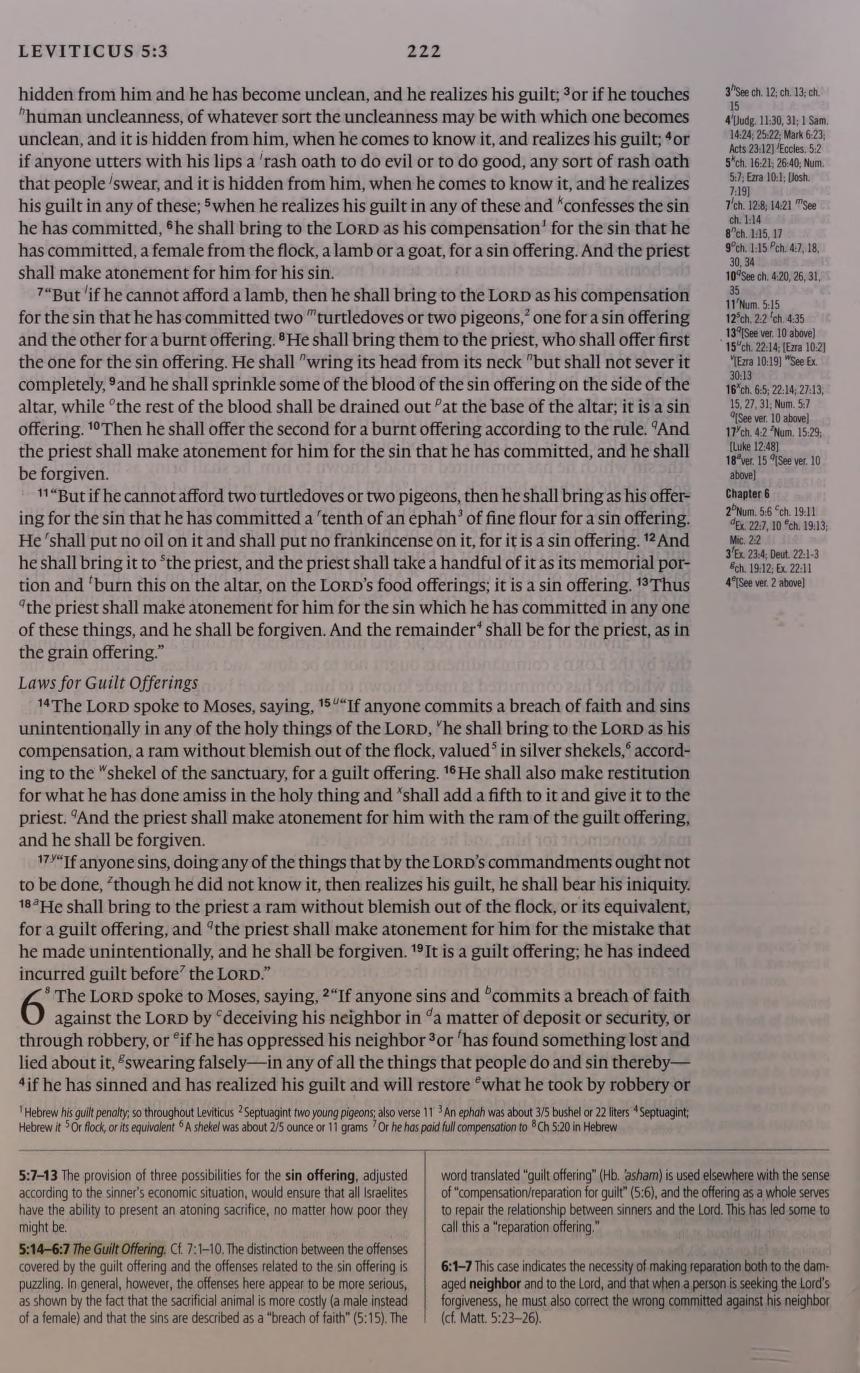 LEVITICUS 5:3
222
hidden from him and he has become unclean, and he realizes his guilt; ³or if he touches
ʰhuman uncleanness, of whatever sort the uncleanness may be with which one becomes
unclean, and it is hidden from him, when he comes to know it, and realizes his guilt; ⁴or
if anyone utters with his lips a ⁱrash oath to do evil or to do good, any sort of rash oath
that people ʲswear, and it is hidden from him, when he comes to know it, and he realizes
his guilt in any of these; ⁵when he realizes his guilt in any of these and ᵏconfesses the sin
he has committed, ⁶he shall bring to the LORD as his compensation¹ for the sin that he
has committed, a female from the flock, a lamb or a goat, for a sin offering. And the priest
shall make atonement for him for his sin.
⁷“But ˡif he cannot afford a lamb, then he shall bring to the LORD as his compensation
for the sin that he has committed two ᵐturtledoves or two pigeons,² one for a sin offering
and the other for a burnt offering. ⁸He shall bring them to the priest, who shall offer first
the one for the sin offering. He shall ⁿwring its head from its neck ⁿbut shall not sever it
completely, ⁹and he shall sprinkle some of the blood of the sin offering on the side of the
altar, while ᵒthe rest of the blood shall be drained out ᵖat the base of the altar; it is a sin
offering. ¹⁰Then he shall offer the second for a burnt offering according to the rule. ᑫAnd
the priest shall make atonement for him for the sin that he has committed, and he shall
be forgiven.
¹¹“But if he cannot afford two turtledoves or two pigeons, then he shall bring as his offer-
ing for the sin that he has committed a ʳtenth of an ephah³ of fine flour for a sin offering.
He ʳshall put no oil on it and shall put no frankincense on it, for it is a sin offering. ¹²And
he shall bring it to ˢthe priest, and the priest shall take a handful of it as its memorial por-
tion and ᵗburn this on the altar, on the LORD’s food offerings; it is a sin offering. ¹³Thus
ᑫthe priest shall make atonement for him for the sin which he has committed in any one
of these things, and he shall be forgiven. And the remainder⁴ shall be for the priest, as in
the grain offering.”
Laws for Guilt Offerings
¹⁴The LORD spoke to Moses, saying, ¹⁵ᵘ“If anyone commits a breach of faith and sins
unintentionally in any of the holy things of the LORD, ᵛhe shall bring to the LORD as his
compensation, a ram without blemish out of the flock, valued⁵ in silver shekels,⁶ accord-
ing to the ʷshekel of the sanctuary, for a guilt offering. ¹⁶He shall also make restitution
for what he has done amiss in the holy thing and ˣshall add a fifth to it and give it to the
priest. ᑫAnd the priest shall make atonement for him with the ram of the guilt offering,
and he shall be forgiven.
¹⁷ʸ“If anyone sins, doing any of the things that by the LORD’s commandments ought not
to be done, ᶻthough he did not know it, then realizes his guilt, he shall bear his iniquity.
¹⁸ᵃHe shall bring to the priest a ram without blemish out of the flock, or its equivalent,
for a guilt offering, and ᑫthe priest shall make atonement for him for the mistake that
he made unintentionally, and he shall be forgiven. ¹⁹It is a guilt offering; he has indeed
incurred guilt before⁷ the LORD.”
6⁸ The LORD spoke to Moses, saying, ²“If anyone sins and ᵇcommits a breach of faith
against the LORD by ᶜdeceiving his neighbor in ᵈa matter of deposit or security, or
through robbery, or ᵉif he has oppressed his neighbor ³or ᶠhas found something lost and
lied about it, ᵍswearing falsely—in any of all the things that people do and sin thereby—
⁴if he has sinned and has realized his guilt and will restore ᵉwhat he took by robbery or
3ʰSee ch. 12; ch. 13; ch.
15
4ⁱ[Judg. 11:30, 31; 1 Sam.
14:24; 25:22; Mark 6:23;
Acts 23:12] ʲEccles. 5:2
5ᵏch. 16:21; 26:40; Num.
5:7; Ezra 10:1; [Josh.
7:19]
7ˡch. 12:8; 14:21 ᵐSee
ch. 1:14
8ⁿch. 1:15, 17
9ᵒch. 1:15 ᵖch. 4:7, 18,
30, 34
10ᑫSee ch. 4:20, 26, 31,
35
11ʳNum. 5:15
12ˢch. 2:2 ᵗch. 4:35
13ᑫ[See ver. 10 above]
15ᵘch. 22:14; [Ezra 10:2]
ᵛ[Ezra 10:19] ʷSee Ex.
30:13
16ˣch. 6:5; 22:14; 27:13,
15, 27, 31; Num. 5:7
ᑫ[See ver. 10 above]
17ʸch. 4:2 ᶻNum. 15:29;
[Luke 12:48]
18ᵃver. 15 ᑫ[See ver. 10
above]
Chapter 6
2ᵇNum. 5:6 ᶜch. 19:11
ᵈEx. 22:7, 10 ᵉch. 19:13;
Mic. 2:2
3ᶠEx. 23:4; Deut. 22:1-3
ᵍch. 19:12; Ex. 22:11
4ᵉ[See ver. 2 above]
¹ Hebrew his guilt penalty; so throughout Leviticus ² Septuagint two young pigeons; also verse 11 ³ An ephah was about 3/5 bushel or 22 liters ⁴ Septuagint;
Hebrew it ⁵ Or flock, or its equivalent ⁶ A shekel was about 2/5 ounce or 11 grams ⁷ Or he has paid full compensation to ⁸ Ch 5:20 in Hebrew
5:7–13 The provision of three possibilities for the sin offering, adjusted
according to the sinner’s economic situation, would ensure that all Israelites
have the ability to present an atoning sacrifice, no matter how poor they
might be.
5:14–6:7 The Guilt Offering. Cf. 7:1–10. The distinction between the offenses
covered by the guilt offering and the offenses related to the sin offering is
puzzling. In general, however, the offenses here appear to be more serious,
as shown by the fact that the sacrificial animal is more costly (a male instead
of a female) and that the sins are described as a “breach of faith” (5:15). The
word translated “guilt offering” (Hb. ’asham) is used elsewhere with the sense
of “compensation/reparation for guilt” (5:6), and the offering as a whole serves
to repair the relationship between sinners and the Lord. This has led some to
call this a “reparation offering.”
6:1–7 This case indicates the necessity of making reparation both to the dam-
aged neighbor and to the Lord, and that when a person is seeking the Lord’s
forgiveness, he must also correct the wrong committed against his neighbor
(cf. Matt. 5:23–26).